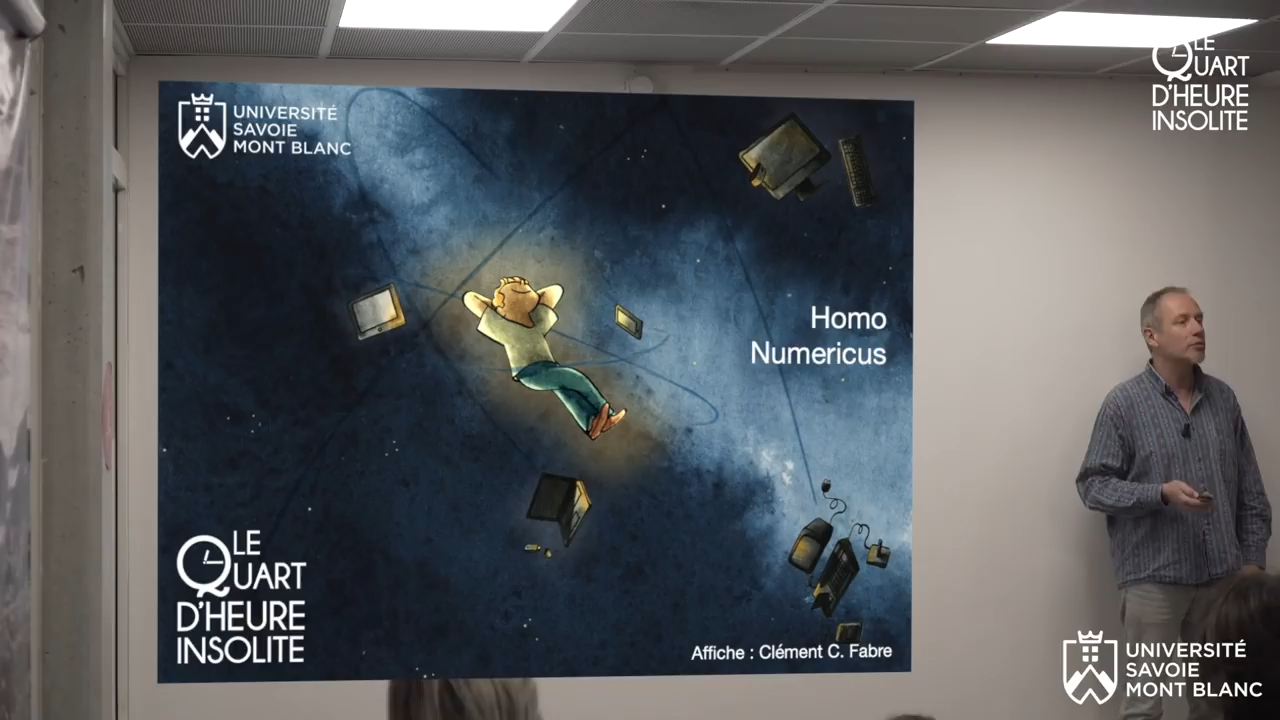 UNIVERSITÉ
SAVOIE
MONT BLANC
LE
QUART
D'HEURE
INSOLITE
Homo
Numericus
LE
QUART
D'HEURE
INSOLITE
Affiche : Clément C. Fabre
UNIVERSITÉ
SAVOIE
MONT BLANC